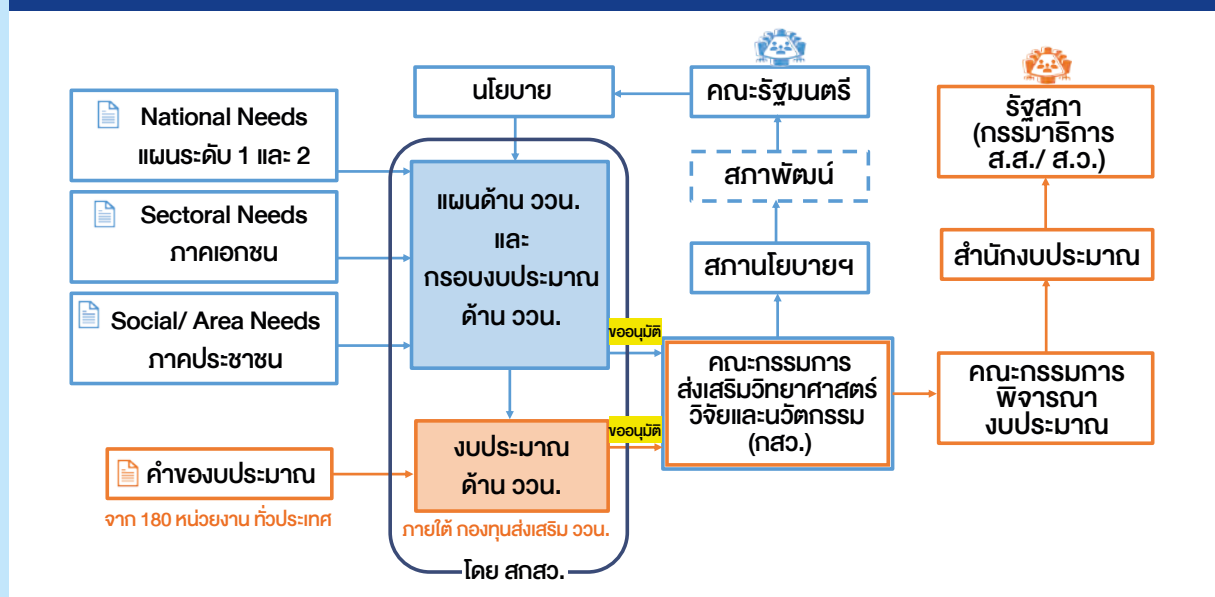 นโยบาย
คณะรัฐมนตรี
รัฐสภา
(กรรมาธิการ
ส.ส./ ส.ว.)
National Needs
แผนระดับ 1 และ 2
สภาพัฒน์
Sectoral Needs
ภาคเอกชน
แผนด้าน ววน.
และ
กรอบงบประมาณ
ด้าน ววน.
สภานโยบายฯ
สำนักงบประมาณ
Social/ Area Needs
ภาคประชาชน
ขออนุมัติ
คณะกรรมการ
ส่งเสริมวิทยาศาสตร์
วิจัยและนวัตกรรม
(กสว.)
คณะกรรมการ
พิจารณา
งบประมาณ
ขออนุมัติ
งบประมาณ
ด้าน ววน.
คำของบประมาณ
จาก 180 หน่วยงาน ทั่วประเทศ
ภายใต้ กองทุนส่งเสริม ววน.
โดย สกสว.